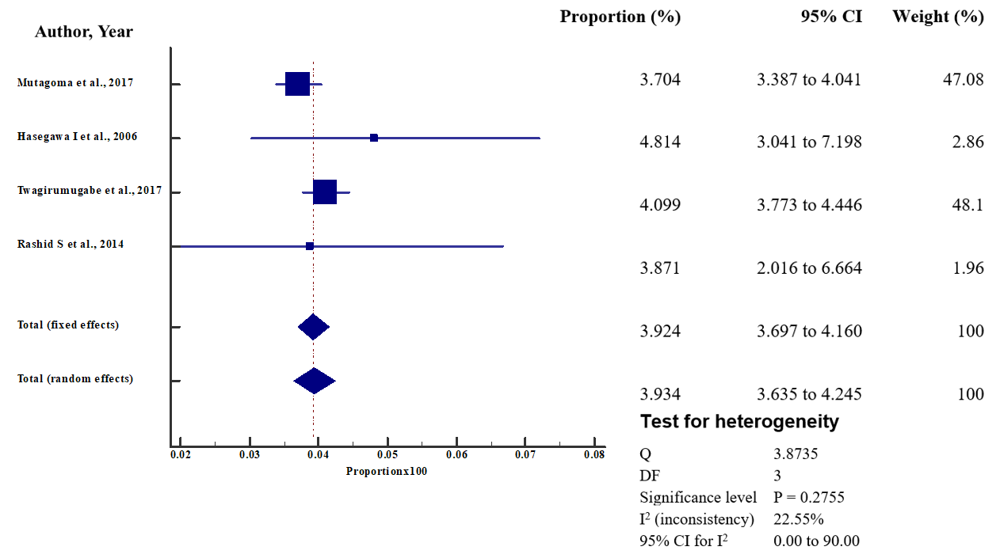 Author, Year Proportion (%) 95% CI Weight (%)
Mutagoma et al., 2017 3.704 3.387 to 4.041 47.08
Hasegawa I et al., 2006 4.814 3.041 to 7.198 2.86
Twagirumugabe et al., 2017 4.099 3.773 to 4.446 48.1
Rashid S et al., 2014 3.871 2.016 to 6.664 1.96
Total (fixed effects) 3.924 3.697 to 4.160 100
Total (random effects) 3.934 3.635 to 4.245 100
0.02 0.03 0.04 0.05 0.06 0.07 0.08
Proportionx100
Test for heterogeneity
Q 3.8735
DF 3
Significance level P = 0.2755
I² (inconsistency) 22.55%
95% CI for I² 0.00 to 90.00